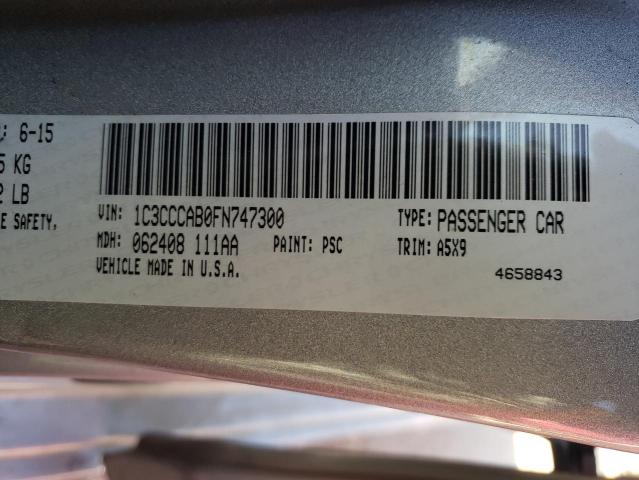 : 6-15
5 KG
2 LB
E SAFETY,
VIN: 1C3CCCAB0FN747300
TYPE: PASSENGER CAR
MDH: 062408 111AA
PAINT: PSC
TRIM: A5X9
VEHICLE MADE IN U.S.A.
4658843